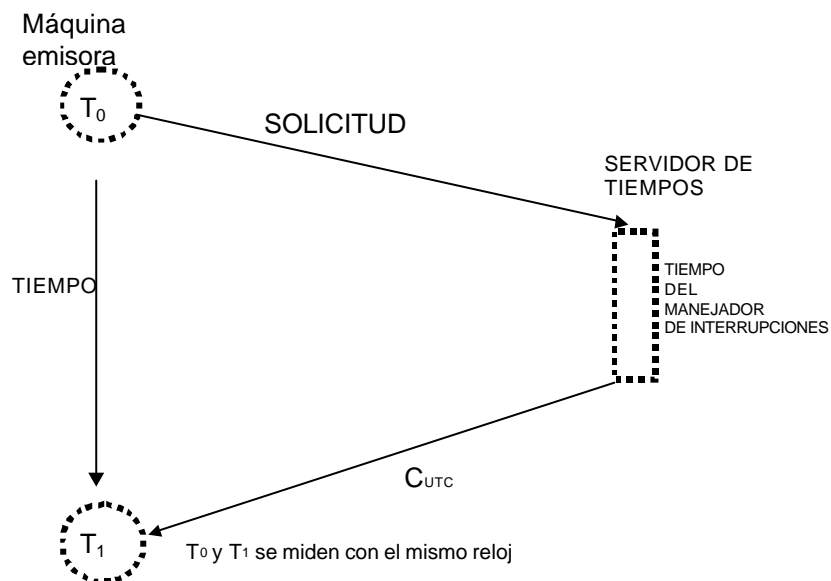 Máquina
emisora
T₀
SOLICITUD
SERVIDOR DE
TIEMPOS
TIEMPO
TIEMPO
DEL
MANEJADOR
DE INTERRUPCIONES
CUTC
T₁
T₀ y T₁ se miden con el mismo reloj